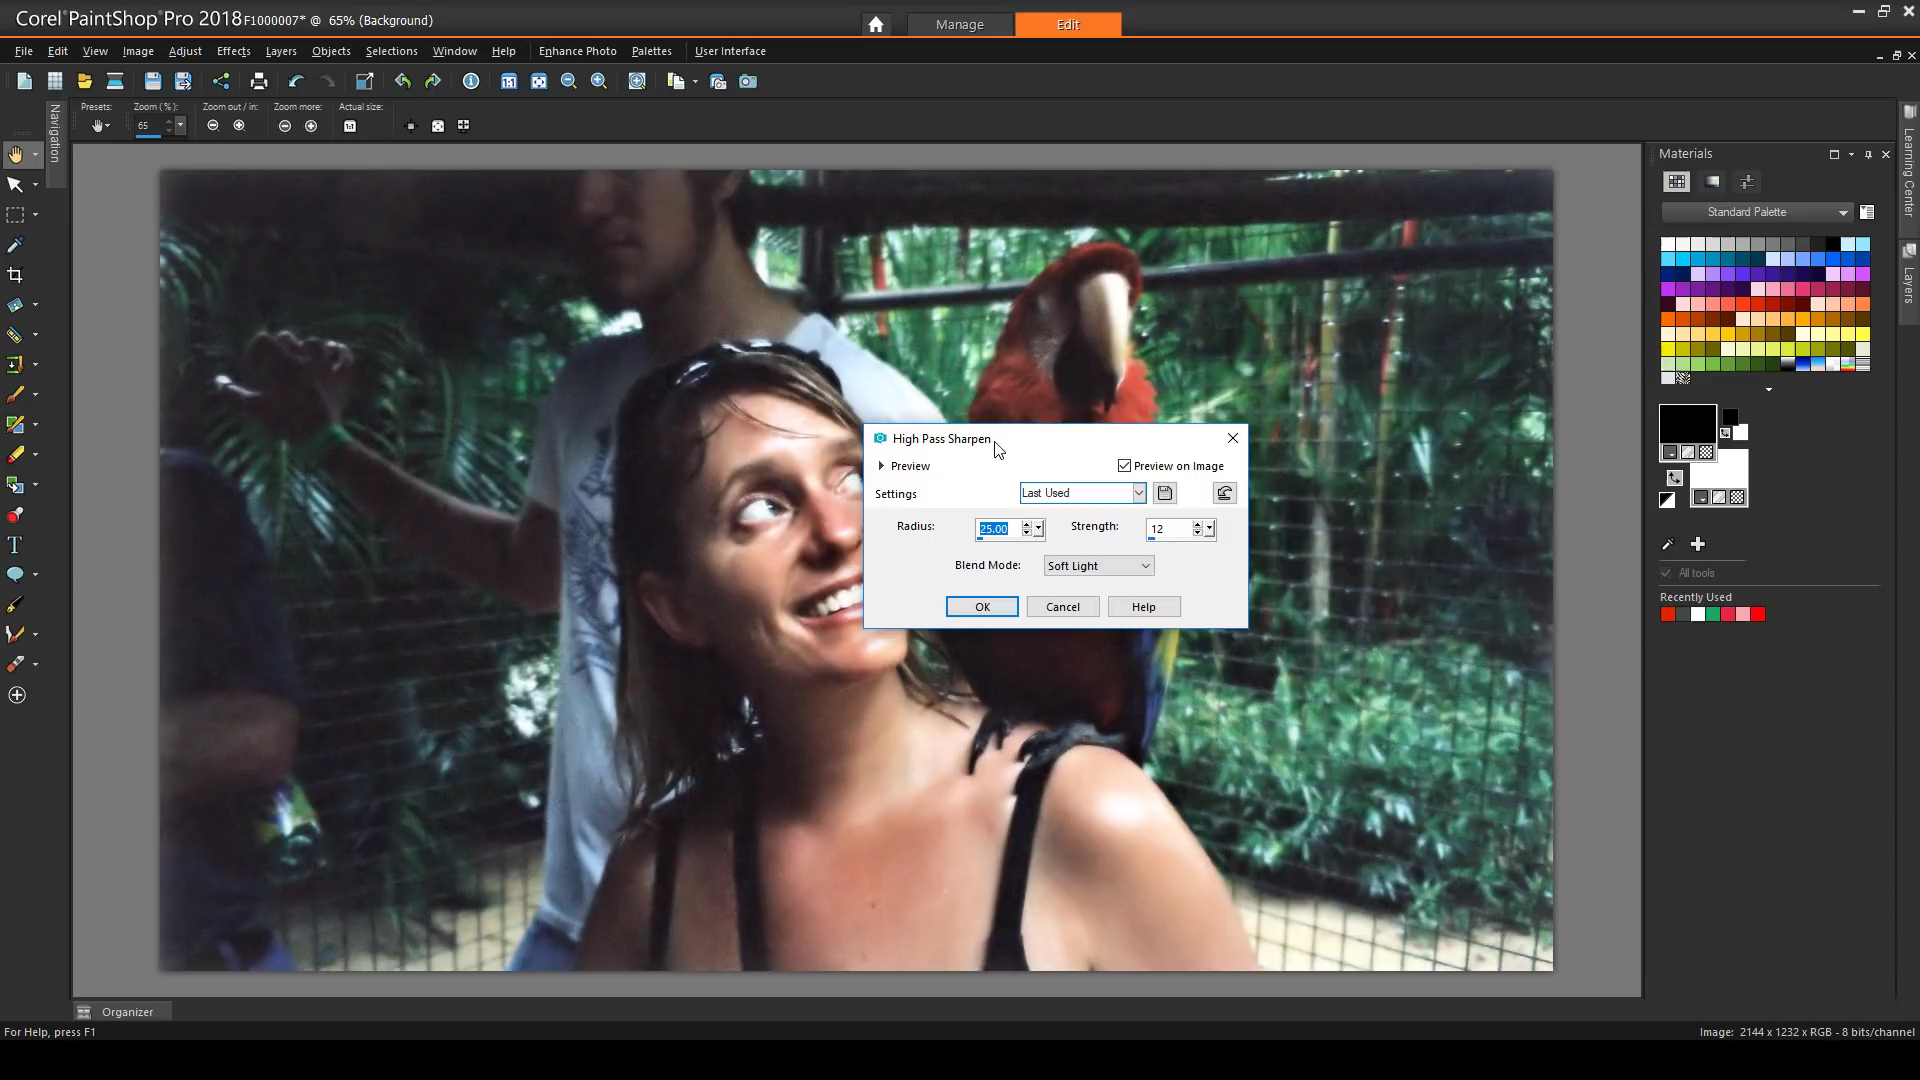 Corel PaintShop Pro 2018 F1000007* @ 65% (Background)
Manage
Edit
File Edit View Image Adjust Effects Layers Objects Selections Window Help Enhance Photo Palettes User Interface
Presets: Zoom (%): Zoom out / in: Zoom more: Actual size:
65
1:1
Navigation
Materials
Standard Palette
Learning Center
Layers
High Pass Sharpen
Preview
Preview on Image
Settings
Last Used
Radius: 25.00 Strength: 12
Blend Mode: Soft Light
OK Cancel Help
All tools
Recently Used
Organizer
For Help, press F1
Image: 2144 x 1232 x RGB - 8 bits/channel